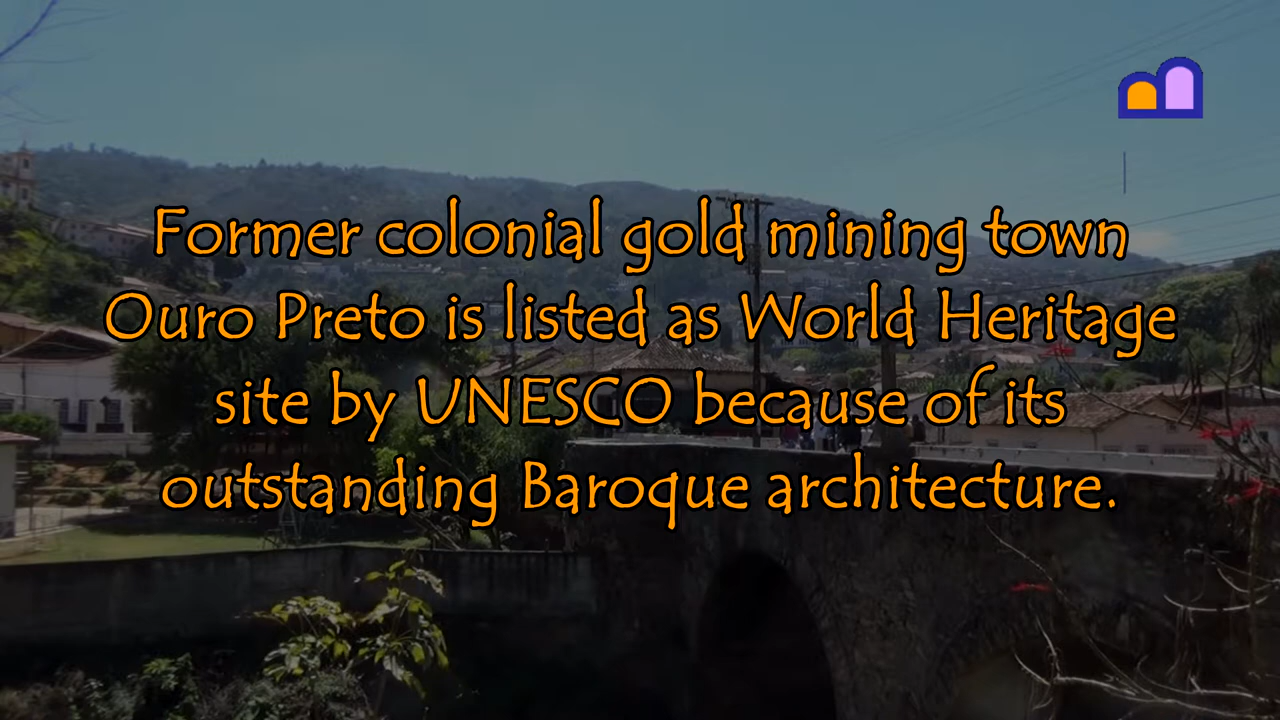 Former colonial gold mining town
Ouro Preto is listed as World Heritage
site by UNESCO because of its
outstanding Baroque architecture.